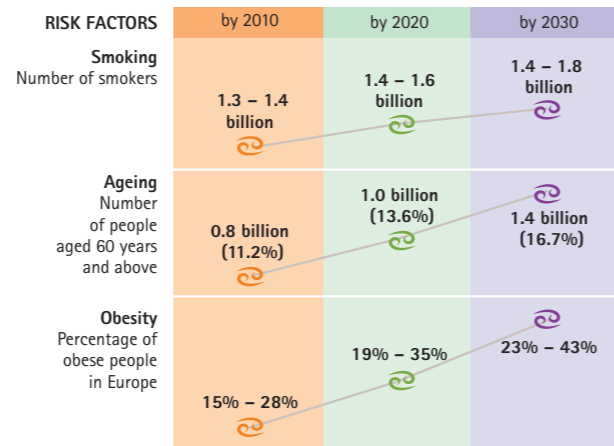 RISK FACTORS
by 2010
by 2020
by 2030
Smoking
Number of smokers
1.3 – 1.4
billion
1.4 – 1.6
billion
1.4 – 1.8
billion
Ageing
Number
of people
aged 60 years
and above
0.8 billion
(11.2%)
1.0 billion
(13.6%)
1.4 billion
(16.7%)
Obesity
Percentage of
obese people
in Europe
15% – 28%
19% – 35%
23% – 43%